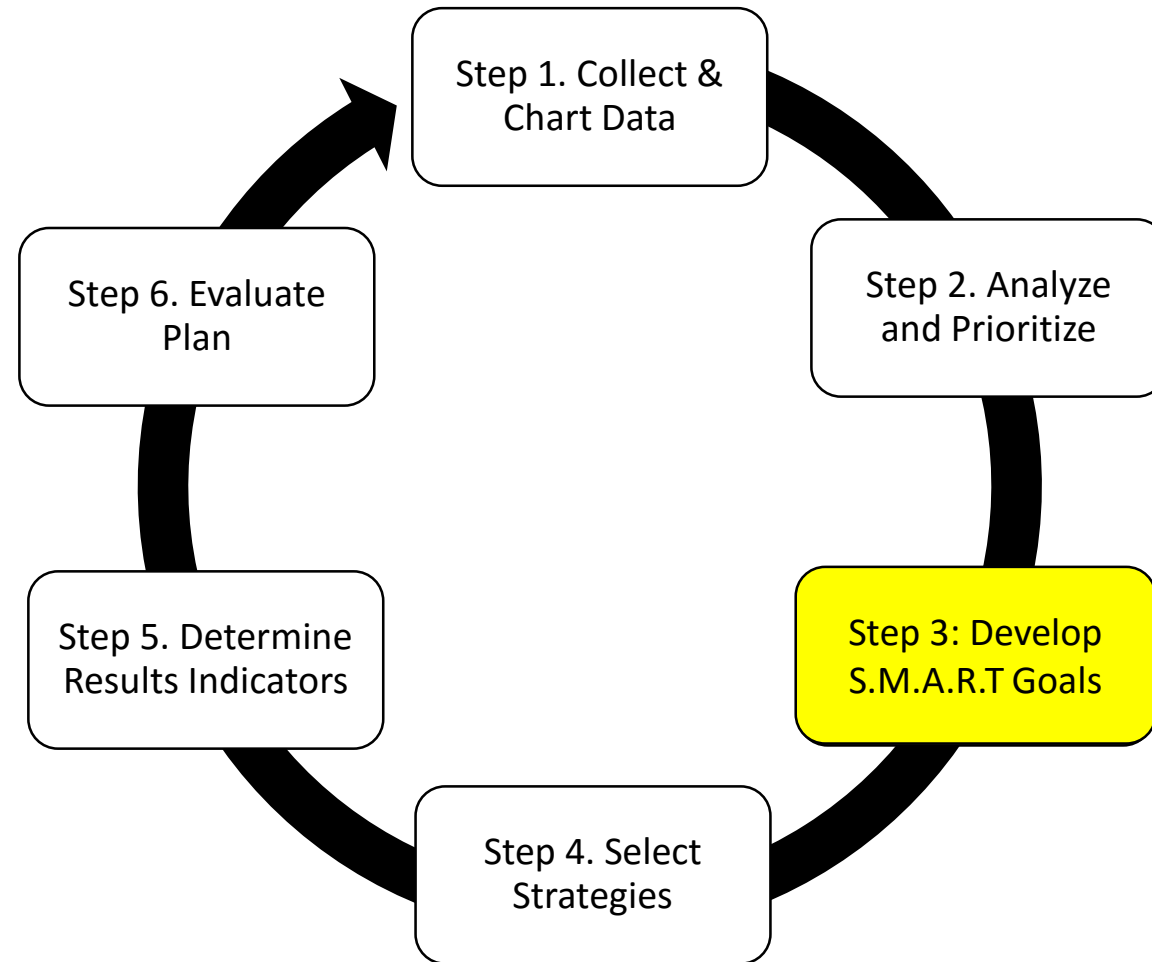 Step 1. Collect &
Chart Data
Step 2. Analyze
and Prioritize
Step 3: Develop
S.M.A.R.T Goals
Step 4. Select
Strategies
Step 5. Determine
Results Indicators
Step 6. Evaluate
Plan